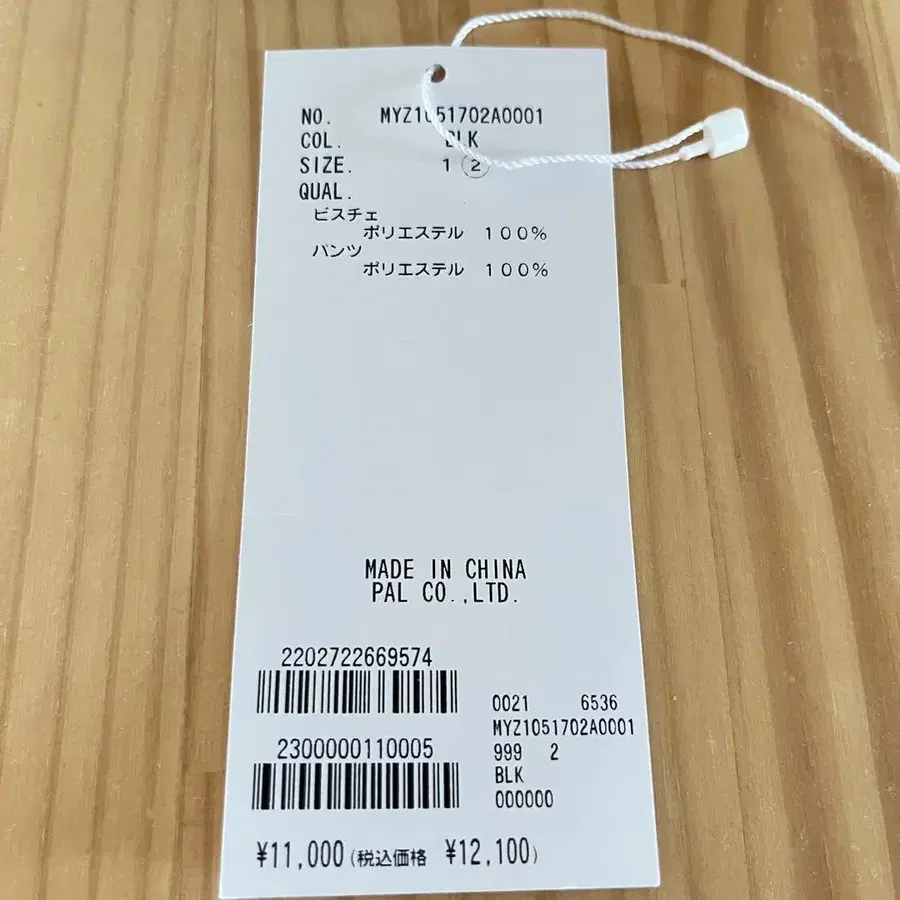 NO. MYZ1051702A0001
COL. BLK
SIZE. 1 2
QUAL.
ビスチェ
ポリエステル 100%
パンツ
ポリエステル 100%
MADE IN CHINA
PAL CO.,LTD.
2202722669574
2300000110005
0021 6536
MYZ1051702A0001
999 2
BLK
000000
¥11,000(税込価格 ¥12,100)